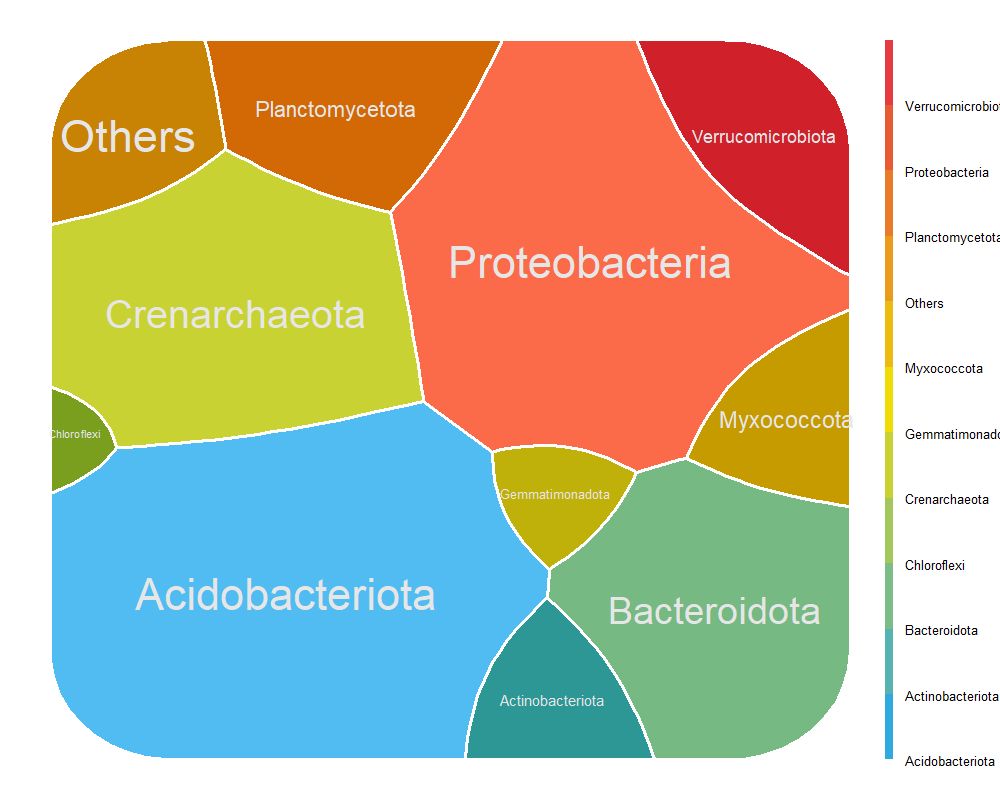 Others
Planctomycetota
Verrucomicrobiota
Proteobacteria
Crenarchaeota
Myxococcota
Chloroflexi
Gemmatimonadota
Acidobacteriota
Bacteroidota
Actinobacteriota
Verrucomicrobiot
Proteobacteria
Planctomycetota
Others
Myxococcota
Gemmatimonado
Crenarchaeota
Chloroflexi
Bacteroidota
Actinobacteriota
Acidobacteriota